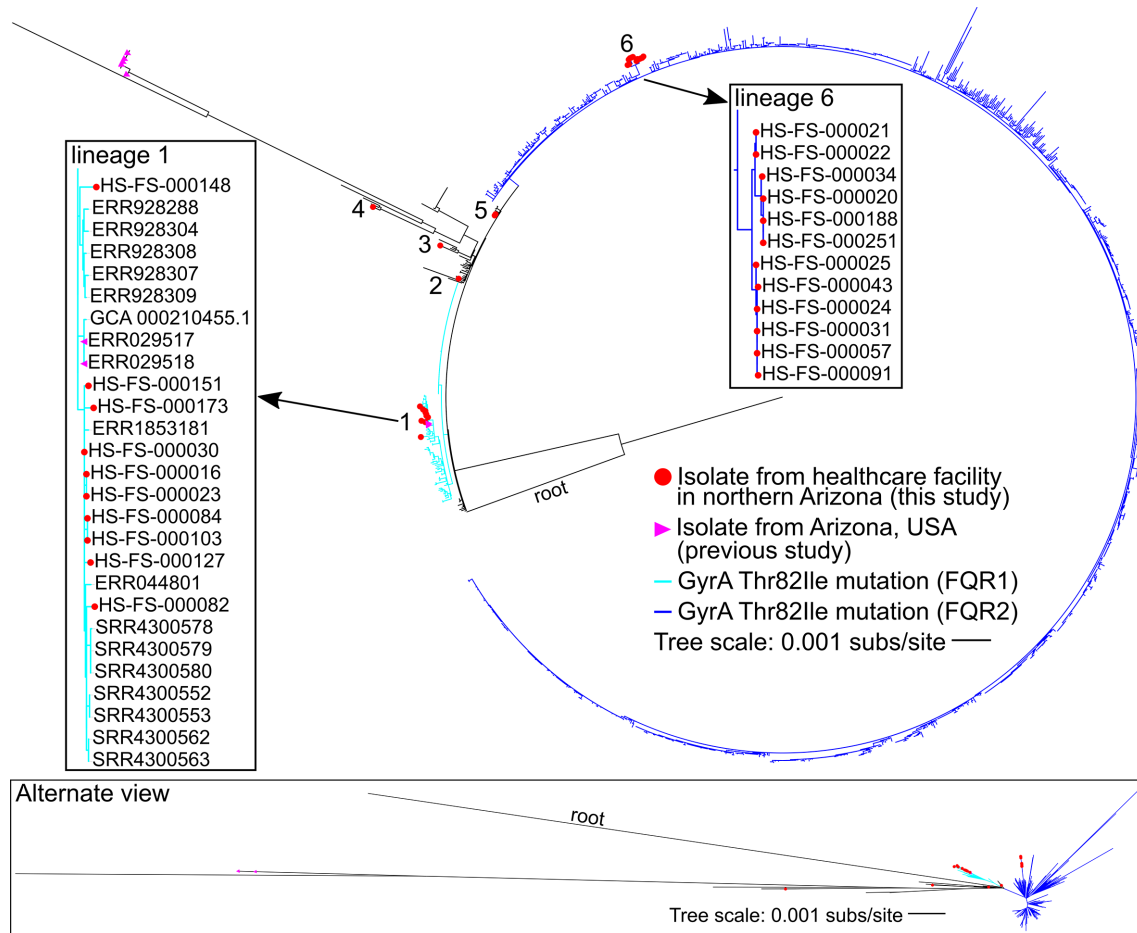 6
lineage 6
HS-FS-000021
HS-FS-000022
HS-FS-000034
HS-FS-000020
HS-FS-000188
HS-FS-000251
HS-FS-000025
HS-FS-000043
HS-FS-000024
HS-FS-000031
HS-FS-000057
HS-FS-000091
lineage 1
HS-FS-000148
ERR928288
ERR928304
ERR928308
ERR928307
ERR928309
GCA 000210455.1
ERR029517
ERR029518
HS-FS-000151
HS-FS-000173
ERR1853181
HS-FS-000030
HS-FS-000016
HS-FS-000023
HS-FS-000084
HS-FS-000103
HS-FS-000127
ERR044801
HS-FS-000082
SRR4300578
SRR4300579
SRR4300580
SRR4300552
SRR4300553
SRR4300562
SRR4300563
4
5
3
2
1
root
Isolate from healthcare facility
in northern Arizona (this study)
Isolate from Arizona, USA
(previous study)
GyrA Thr82Ile mutation (FQR1)
GyrA Thr82Ile mutation (FQR2)
Tree scale: 0.001 subs/site
Alternate view
root
Tree scale: 0.001 subs/site